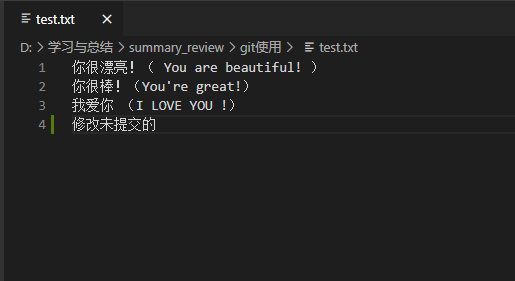 test.txt
D: > 学习与总结 > summary_review > git使用 > test.txt
1 你很漂亮!( You are beautiful! )
2 你很棒!(You're great!)
3 我爱你 (I LOVE YOU !)
4 修改未提交的